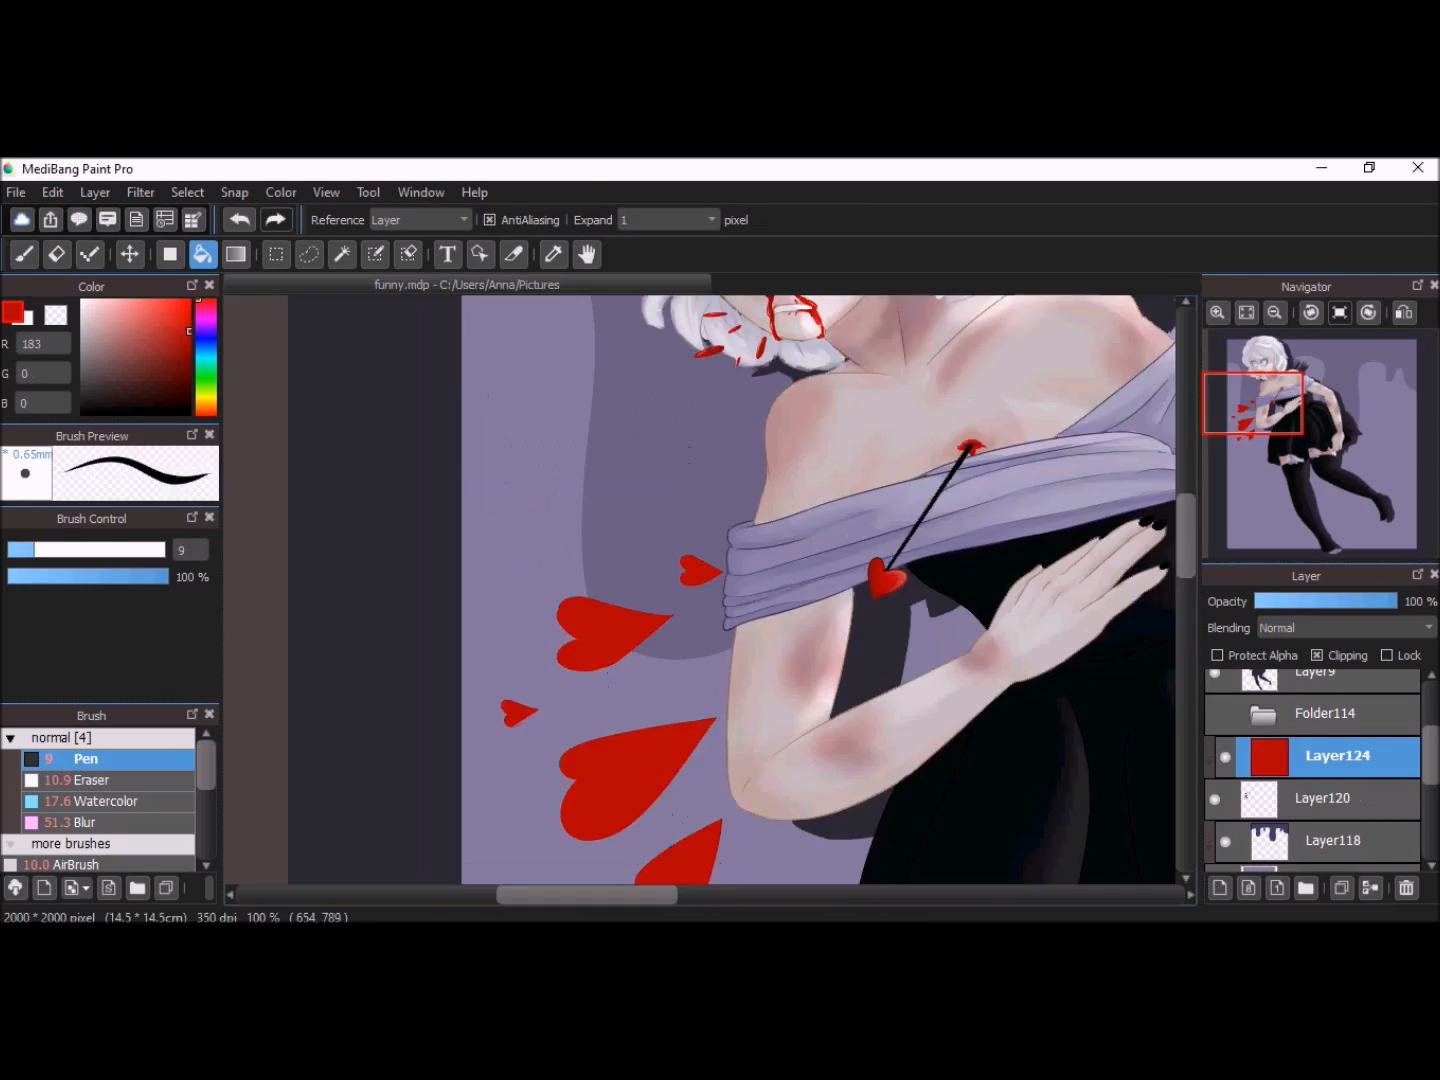 MediBang Paint Pro
File Edit Layer Filter Select Snap Color View Tool Window Help
Reference Layer AntiAliasing Expand 1 pixel
T
Color
funny.mdp - C:/Users/Anna/Pictures
Navigator
R 183
G 0
B 0
Brush Preview
* 0.65mm
Brush Control
9
100 %
Layer
Opacity 100 %
Blending Normal
Protect Alpha Clipping Lock
Layer9
Folder114
Layer124
Layer120
Layer118
Brush
normal [4]
9 Pen
10.9 Eraser
17.6 Watercolor
51.3 Blur
more brushes
10.0 AirBrush
2000 * 2000 pixel (14.5 * 14.5cm) 350 dpi 100 % ( 654, 789 )